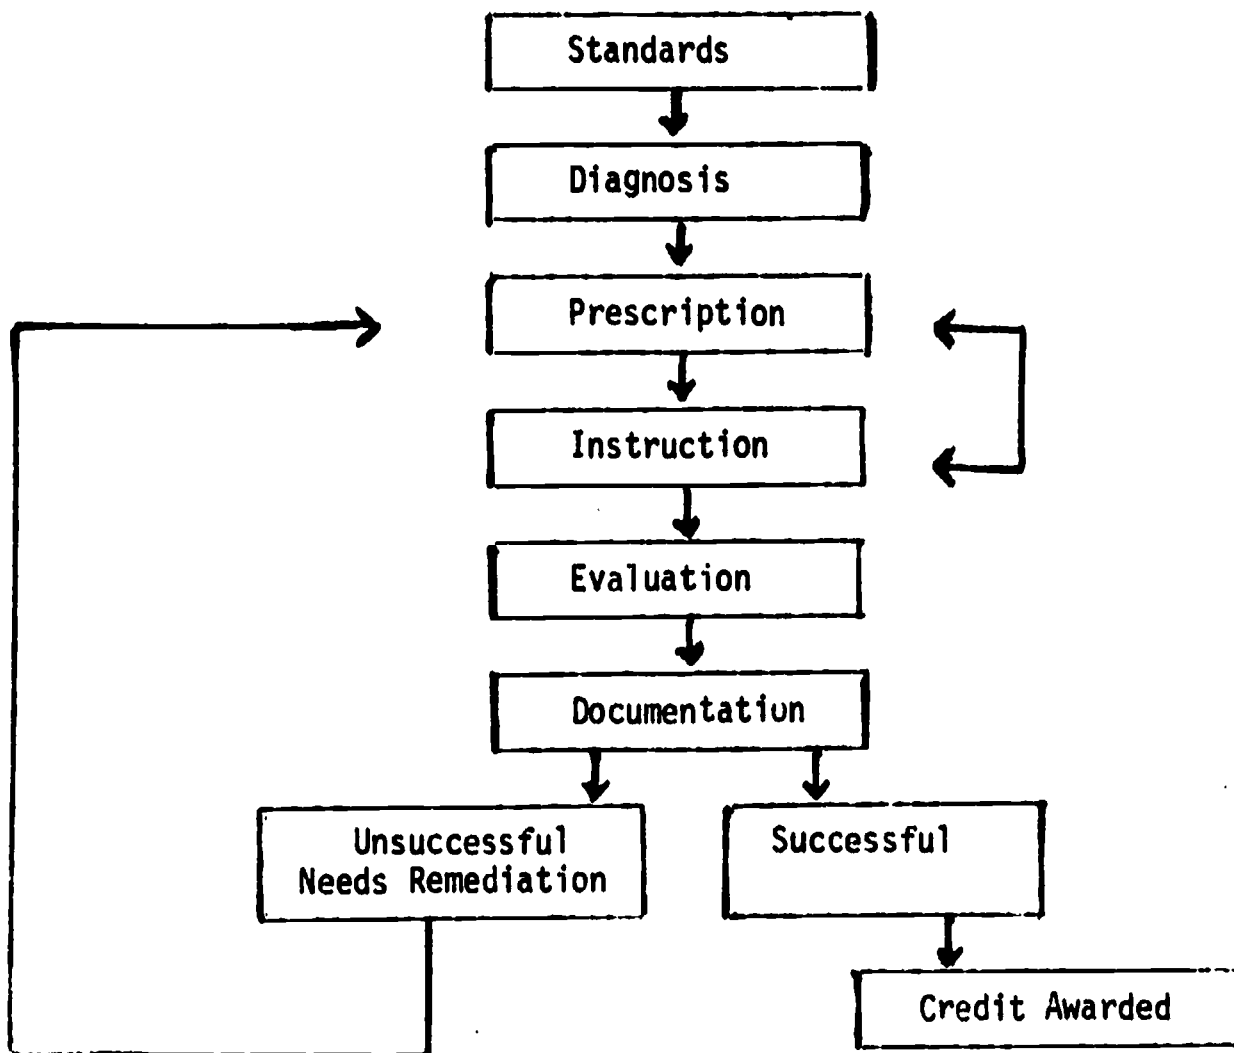 Standards
Diagnosis
Prescription
Instruction
Evaluation
Documentation
Unsuccessful
Needs Remediation
Successful
Credit Awarded